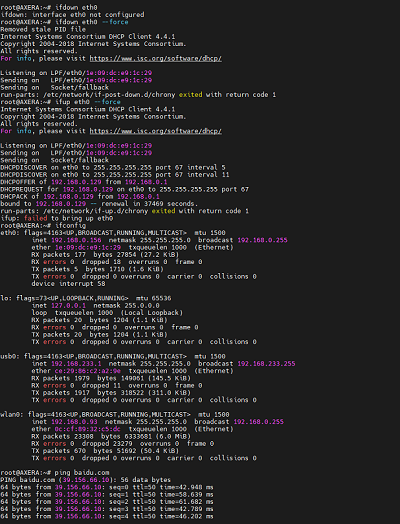 root@AXERA:~# ifdown eth0
ifdown: interface eth0 not configured
root@AXERA:~# ifdown eth0 --force
Removed stale PID file
Internet Systems Consortium DHCP Client 4.4.1
Copyright 2004-2018 Internet Systems Consortium.
All rights reserved.
For info, please visit https://www.isc.org/software/dhcp/

Listening on LPF/eth0/1e:09:dc:e9:1c:29
Sending on   LPF/eth0/1e:09:dc:e9:1c:29
Sending on   Socket/fallback
run-parts: /etc/network/if-post-down.d/chrony exited with return code 1
root@AXERA:~# ifup eth0 --force
Internet Systems Consortium DHCP Client 4.4.1
Copyright 2004-2018 Internet Systems Consortium.
All rights reserved.
For info, please visit https://www.isc.org/software/dhcp/

Listening on LPF/eth0/1e:09:dc:e9:1c:29
Sending on   LPF/eth0/1e:09:dc:e9:1c:29
Sending on   Socket/fallback
DHCPDISCOVER on eth0 to 255.255.255.255 port 67 interval 5
DHCPDISCOVER on eth0 to 255.255.255.255 port 67 interval 11
DHCPOFFER of 192.168.0.129 from 192.168.0.1
DHCPREQUEST for 192.168.0.129 on eth0 to 255.255.255.255 port 67
DHCPACK of 192.168.0.129 from 192.168.0.1
bound to 192.168.0.129 -- renewal in 37469 seconds.
run-parts: /etc/network/if-up.d/chrony exited with return code 1
ifup: failed to bring up eth0
root@AXERA:~# ifconfig
eth0: flags=4163<UP,BROADCAST,RUNNING,MULTICAST>  mtu 1500
        inet 192.168.0.156  netmask 255.255.255.0  broadcast 192.168.0.255
        ether 1e:09:dc:e9:1c:29  txqueuelen 1000  (Ethernet)
        RX packets 177  bytes 27854 (27.2 KiB)
        RX errors 0  dropped 18  overruns 0  frame 0
        TX packets 5  bytes 1710 (1.6 KiB)
        TX errors 0  dropped 0 overruns 0  carrier 0  collisions 0
        device interrupt 58

lo: flags=73<UP,LOOPBACK,RUNNING>  mtu 65536
        inet 127.0.0.1  netmask 255.0.0.0
        loop  txqueuelen 1000  (Local Loopback)
        RX packets 20  bytes 1204 (1.1 KiB)
        RX errors 0  dropped 0  overruns 0  frame 0
        TX packets 20  bytes 1204 (1.1 KiB)
        TX errors 0  dropped 0 overruns 0  carrier 0  collisions 0

usb0: flags=4163<UP,BROADCAST,RUNNING,MULTICAST>  mtu 1500
        inet 192.168.233.1  netmask 255.255.255.0  broadcast 192.168.233.255
        ether ce:29:06:c2:a2:9e  txqueuelen 1000  (Ethernet)
        RX packets 1979  bytes 149061 (145.5 KiB)
        RX errors 0  dropped 11  overruns 0  frame 0
        TX packets 1917  bytes 318522 (311.0 KiB)
        TX errors 0  dropped 0 overruns 0  carrier 0  collisions 0

wlan0: flags=4163<UP,BROADCAST,RUNNING,MULTICAST>  mtu 1500
        inet 192.168.0.93  netmask 255.255.255.0  broadcast 192.168.0.255
        ether 0c:cf:89:32:c5:dc  txqueuelen 1000  (Ethernet)
        RX packets 23308  bytes 6333681 (6.0 MiB)
        RX errors 0  dropped 23279  overruns 0  frame 0
        TX packets 670  bytes 51692 (50.4 KiB)
        TX errors 0  dropped 0 overruns 0  carrier 0  collisions 0

root@AXERA:~# ping baidu.com
PING baidu.com (39.156.66.10): 56 data bytes
64 bytes from 39.156.66.10: seq=0 ttl=50 time=42.948 ms
64 bytes from 39.156.66.10: seq=1 ttl=50 time=58.639 ms
64 bytes from 39.156.66.10: seq=2 ttl=50 time=61.682 ms
64 bytes from 39.156.66.10: seq=3 ttl=50 time=42.789 ms
64 bytes from 39.156.66.10: seq=4 ttl=50 time=46.202 ms